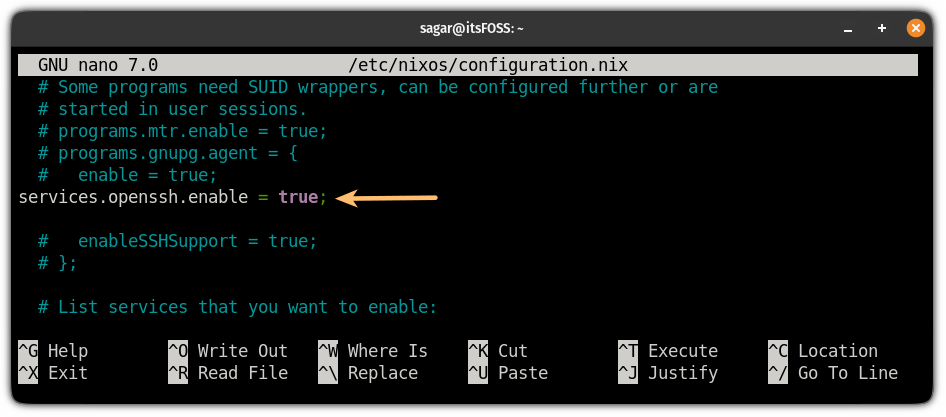 sagar@itsFOSS: ~
GNU nano 7.0 /etc/nixos/configuration.nix
# Some programs need SUID wrappers, can be configured further or are
# started in user sessions.
# programs.mtr.enable = true;
# programs.gnupg.agent = {
#   enable = true;
services.openssh.enable = true;
#   enableSSHSupport = true;
# };
# List services that you want to enable:
^G Help ^O Write Out ^W Where Is ^K Cut ^T Execute ^C Location
^X Exit ^R Read File ^\ Replace ^U Paste ^J Justify ^/ Go To Line